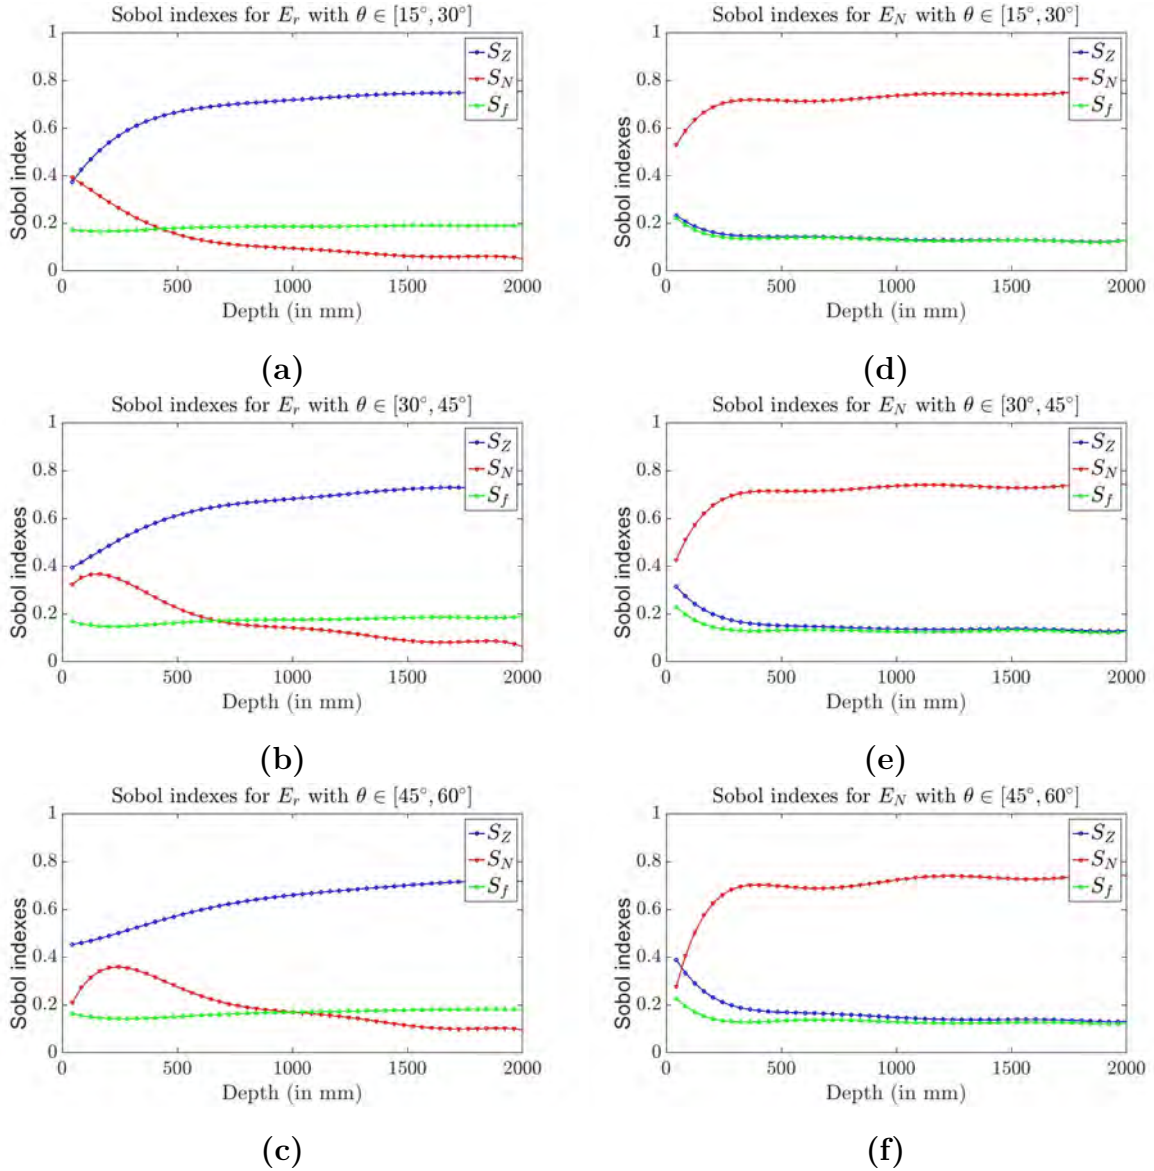 Sobol indexes for E_r with θ ∈ [15°, 30°]
1
0.8
0.6
0.4
0.2
0
Sobol index
S_Z
S_N
S_f
0 500 1000 1500 2000
Depth (in mm)
(a)
Sobol indexes for E_N with θ ∈ [15°, 30°]
1
0.8
0.6
0.4
0.2
0
Sobol indexes
S_Z
S_N
S_f
0 500 1000 1500 2000
Depth (in mm)
(d)
Sobol indexes for E_r with θ ∈ [30°, 45°]
1
0.8
0.6
0.4
0.2
0
Sobol indexes
S_Z
S_N
S_f
0 500 1000 1500 2000
Depth (in mm)
(b)
Sobol indexes for E_N with θ ∈ [30°, 45°]
1
0.8
0.6
0.4
0.2
0
Sobol indexes
S_Z
S_N
S_f
0 500 1000 1500 2000
Depth (in mm)
(e)
Sobol indexes for E_r with θ ∈ [45°, 60°]
1
0.8
0.6
0.4
0.2
0
Sobol indexes
S_Z
S_N
S_f
0 500 1000 1500 2000
Depth (in mm)
(c)
Sobol indexes for E_N with θ ∈ [45°, 60°]
1
0.8
0.6
0.4
0.2
0
Sobol indexes
S_Z
S_N
S_f
0 500 1000 1500 2000
Depth (in mm)
(f)